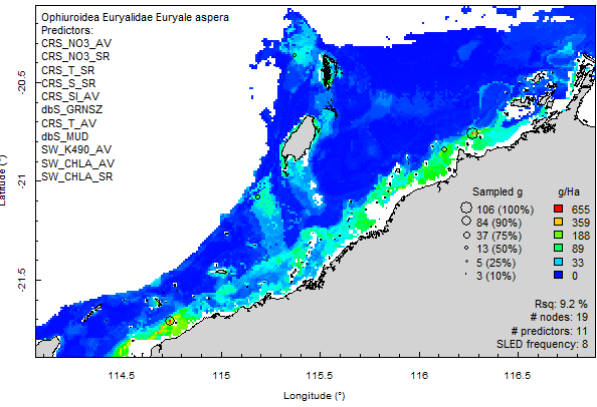 Ophiuroidea Euryalidae Euryale aspera
Predictors:
CRS_NO3_AV
CRS_NO3_SR
CRS_T_SR
CRS_S_SR
CRS_SI_AV
dbS_GRNSZ
CRS_T_AV
dbS_MUD
SW_K490_AV
SW_CHLA_AV
SW_CHLA_SR
-20.5
-21
-21.5
Latitude (°)
Sampled g g/Ha
106 (100%) 655
84 (90%) 359
37 (75%) 188
13 (50%) 89
5 (25%) 33
3 (10%) 0
Rsq: 9.2 %
# nodes: 19
# predictors: 11
SLED frequency: 8
114.5 115 115.5 116 116.5
Longitude (°)